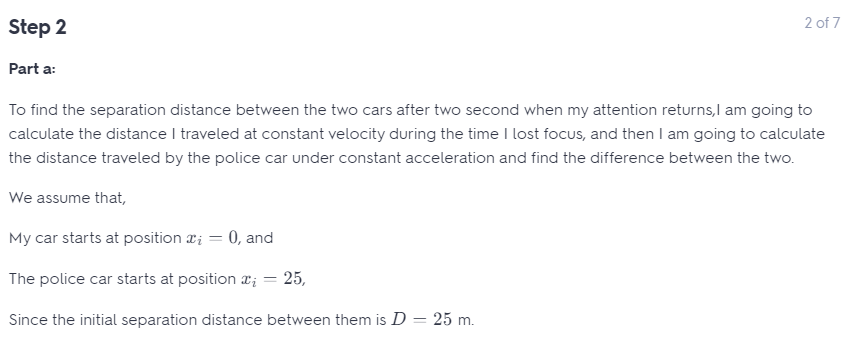 Step 2
2 of 7
Part a:
To find the separation distance between the two cars after two second when my attention returns,I am going to
calculate the distance I traveled at constant velocity during the time I lost focus, and then I am going to calculate
the distance traveled by the police car under constant acceleration and find the difference between the two.
We assume that,
My car starts at position $x_i = 0$, and
The police car starts at position $x_i = 25$,
Since the initial separation distance between them is $D = 25$ m.